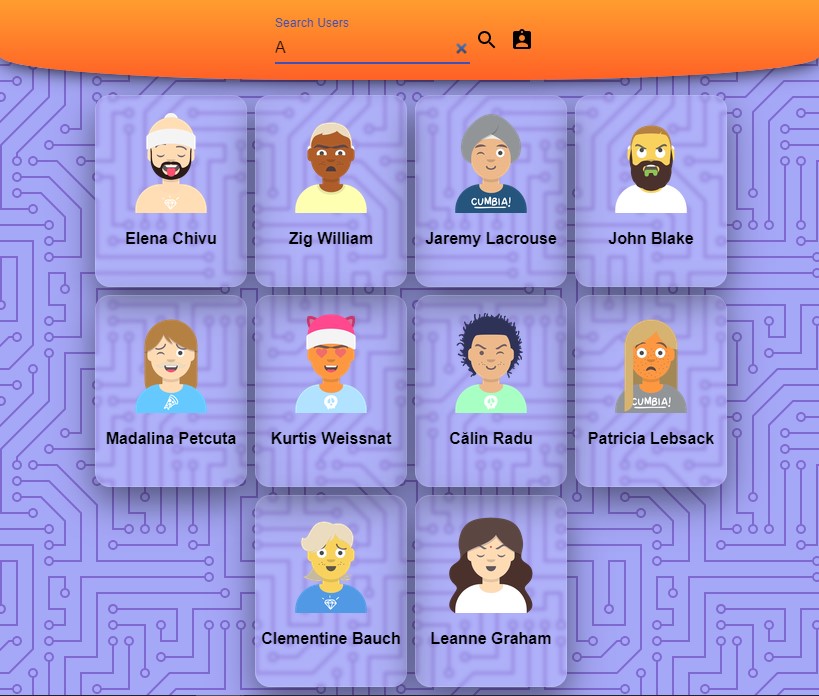 Search Users
A
Elena Chivu
Zig William
CUMBIA!
Jaremy Lacrouse
John Blake
Madalina Petcuta
Kurtis Weissnat
Călin Radu
CUMBIA!
Patricia Lebsack
Clementine Bauch
Leanne Graham